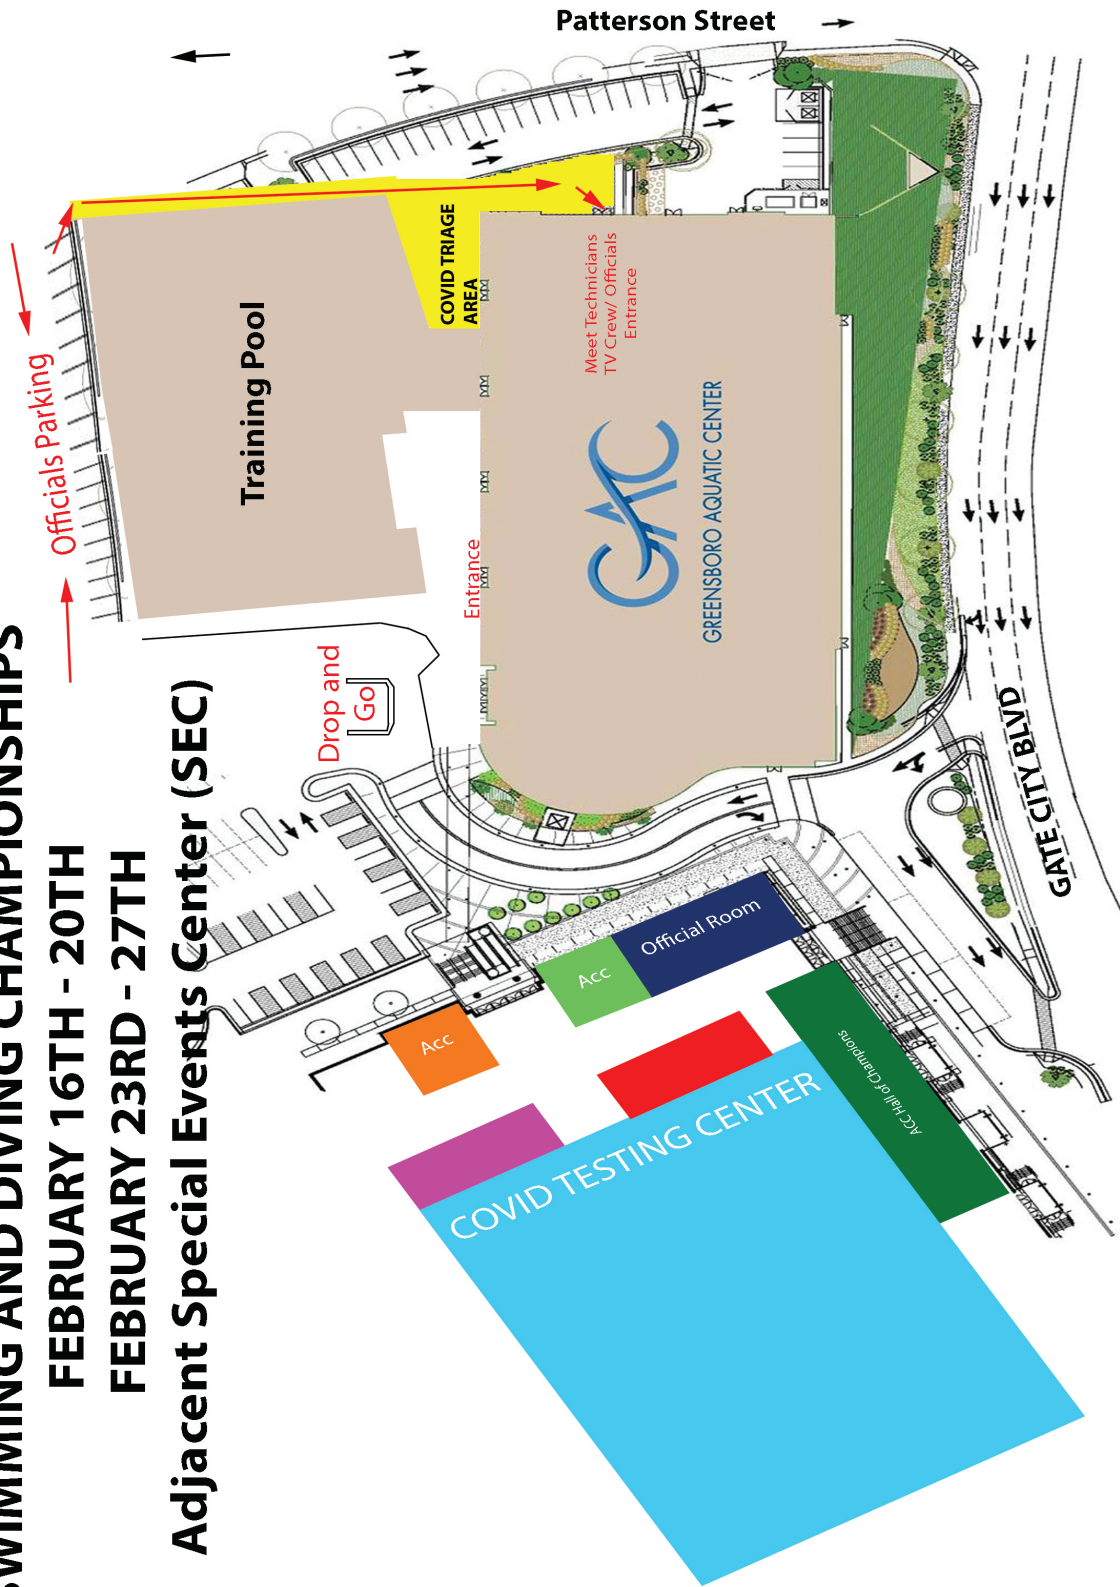 SWIMMING AND DIVING CHAMPIONSHIPS
FEBRUARY 16TH - 20TH
FEBRUARY 23RD - 27TH
Adjacent Special Events Center (SEC)
Patterson Street
Officials Parking
Training Pool
COVID TRIAGE
AREA
Meet Technicians
TV Crew/ Officials
Entrance
GAC
GREENSBORO AQUATIC CENTER
Entrance
Drop and
Go
GATE CITY BLVD
Official Room
Acc
Acc
ACC Hall of Champions
COVID TESTING CENTER